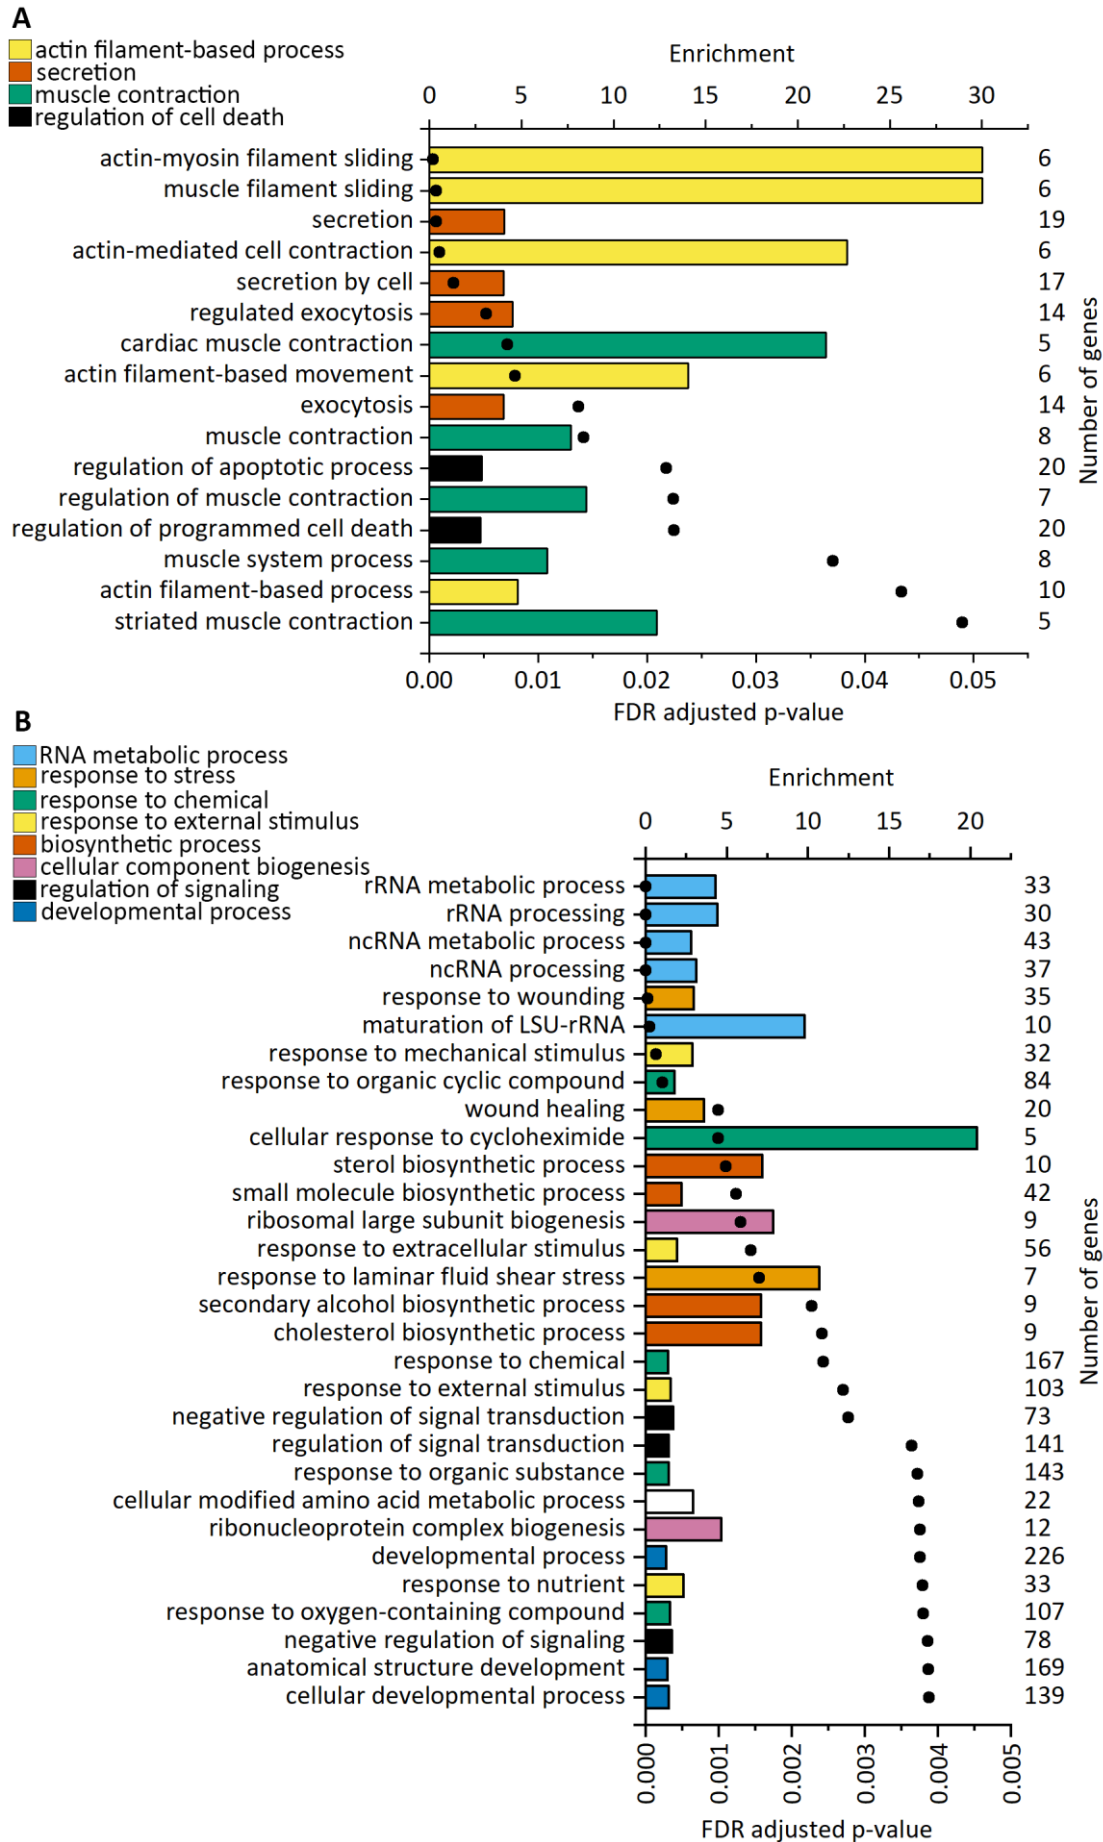 A
actin filament-based process
secretion
muscle contraction
regulation of cell death
Enrichment
0 5 10 15 20 25 30
actin-myosin filament sliding 6
muscle filament sliding 6
secretion 19
actin-mediated cell contraction 6
secretion by cell 17
regulated exocytosis 14
cardiac muscle contraction 5
actin filament-based movement 6
exocytosis 14
muscle contraction 8
regulation of apoptotic process 20
regulation of muscle contraction 7
regulation of programmed cell death 20
muscle system process 8
actin filament-based process 10
striated muscle contraction 5
Number of genes
0.00 0.01 0.02 0.03 0.04 0.05
FDR adjusted p-value
B
RNA metabolic process
response to stress
response to chemical
response to external stimulus
biosynthetic process
cellular component biogenesis
regulation of signaling
developmental process
Enrichment
0 5 10 15 20
rRNA metabolic process 33
rRNA processing 30
ncRNA metabolic process 43
ncRNA processing 37
response to wounding 35
maturation of LSU-rRNA 10
response to mechanical stimulus 32
response to organic cyclic compound 84
wound healing 20
cellular response to cycloheximide 5
sterol biosynthetic process 10
small molecule biosynthetic process 42
ribosomal large subunit biogenesis 9
response to extracellular stimulus 56
response to laminar fluid shear stress 7
secondary alcohol biosynthetic process 9
cholesterol biosynthetic process 9
response to chemical 167
response to external stimulus 103
negative regulation of signal transduction 73
regulation of signal transduction 141
response to organic substance 143
cellular modified amino acid metabolic process 22
ribonucleoprotein complex biogenesis 12
developmental process 226
response to nutrient 33
response to oxygen-containing compound 107
negative regulation of signaling 78
anatomical structure development 169
cellular developmental process 139
Number of genes
0.000 0.001 0.002 0.003 0.004 0.005
FDR adjusted p-value